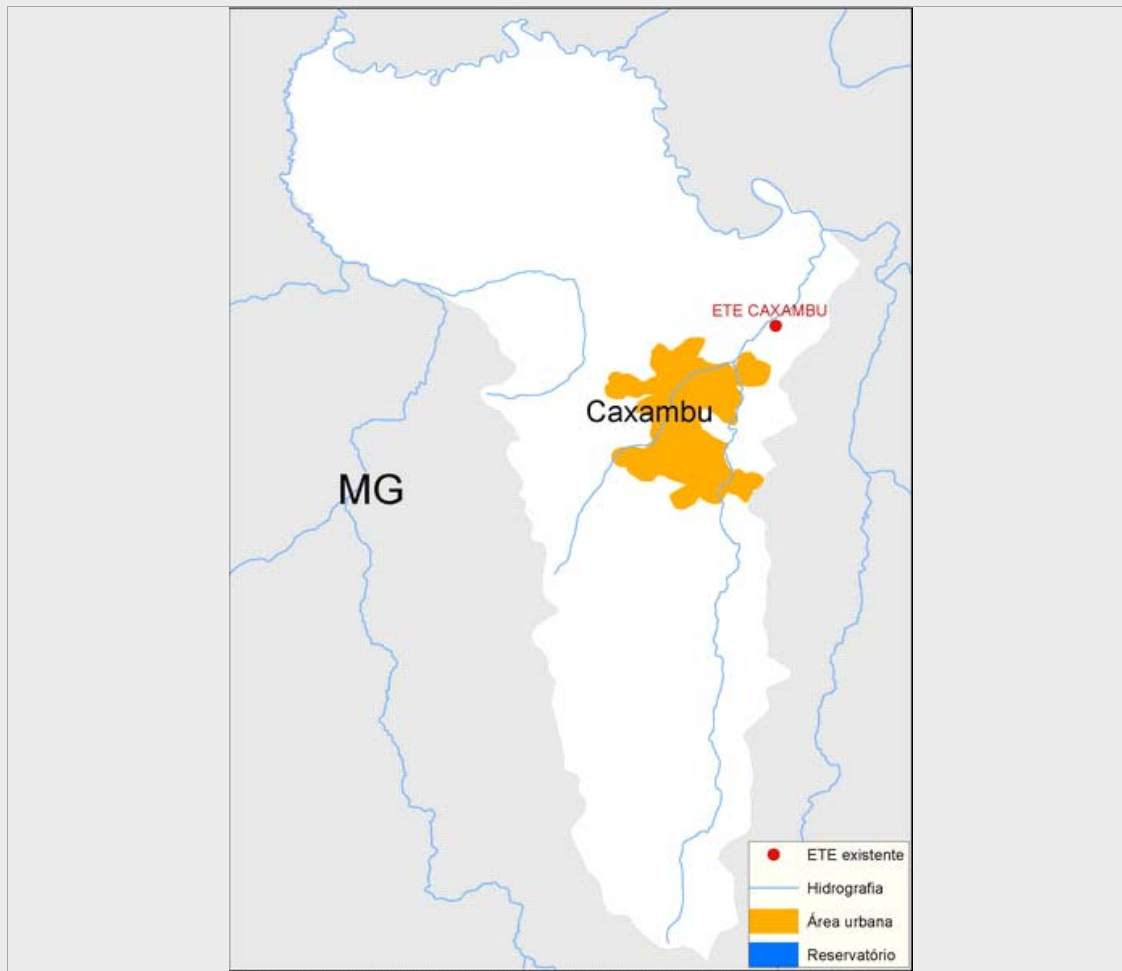 ETE CAXAMBU
Caxambu
MG
ETE existente
Hidrografia
Área urbana
Reservatório